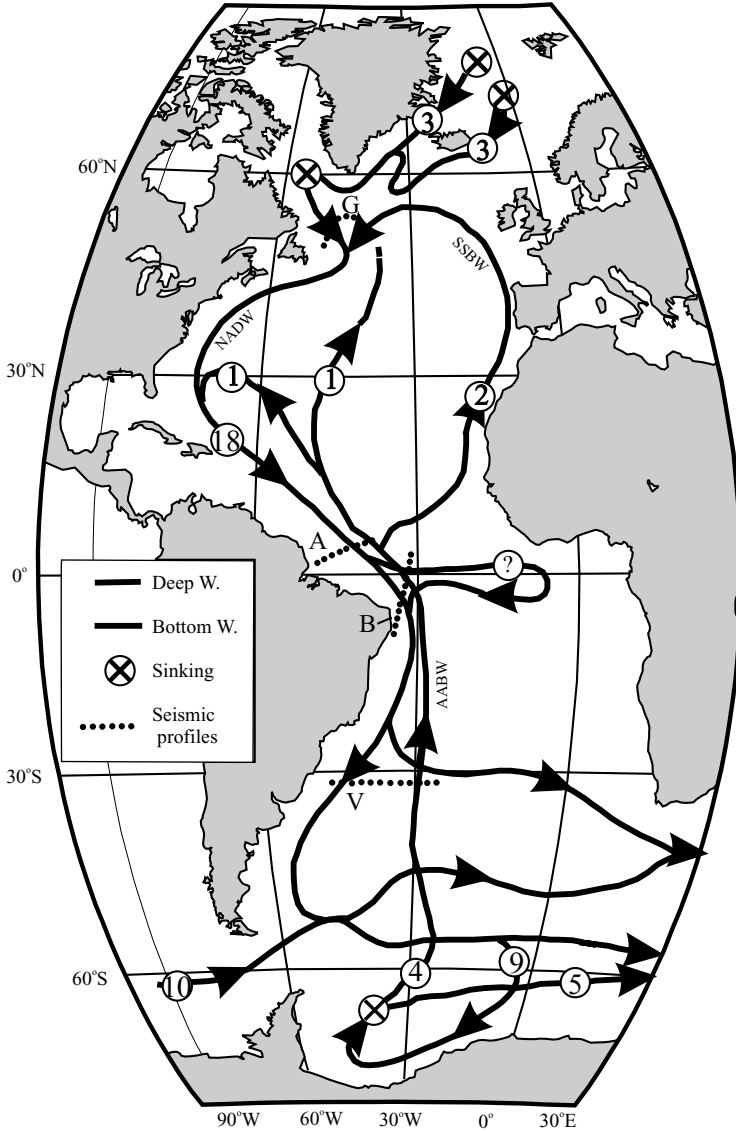 3
3
60°N
G
SSBW
NADW
30°N
1
1
2
18
A
?
0°
Deep W.
Bottom W.
Sinking
Seismic
profiles
B
AABW
30°S
V
60°S
10
4
9
5
90°W
60°W
30°W
0°
30°E